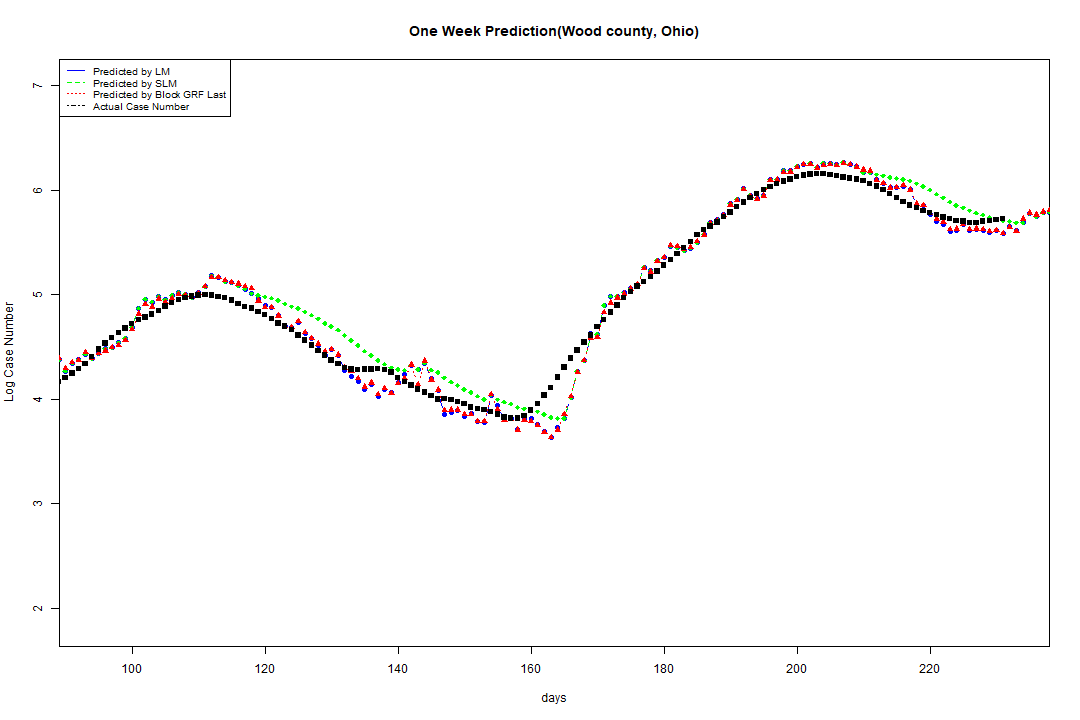 One Week Prediction(Wood county, Ohio)
Predicted by LM
Predicted by SLM
Predicted by Block GRF Last
Actual Case Number
7
6
5
4
3
2
Log Case Number
100 120 140 160 180 200 220
days